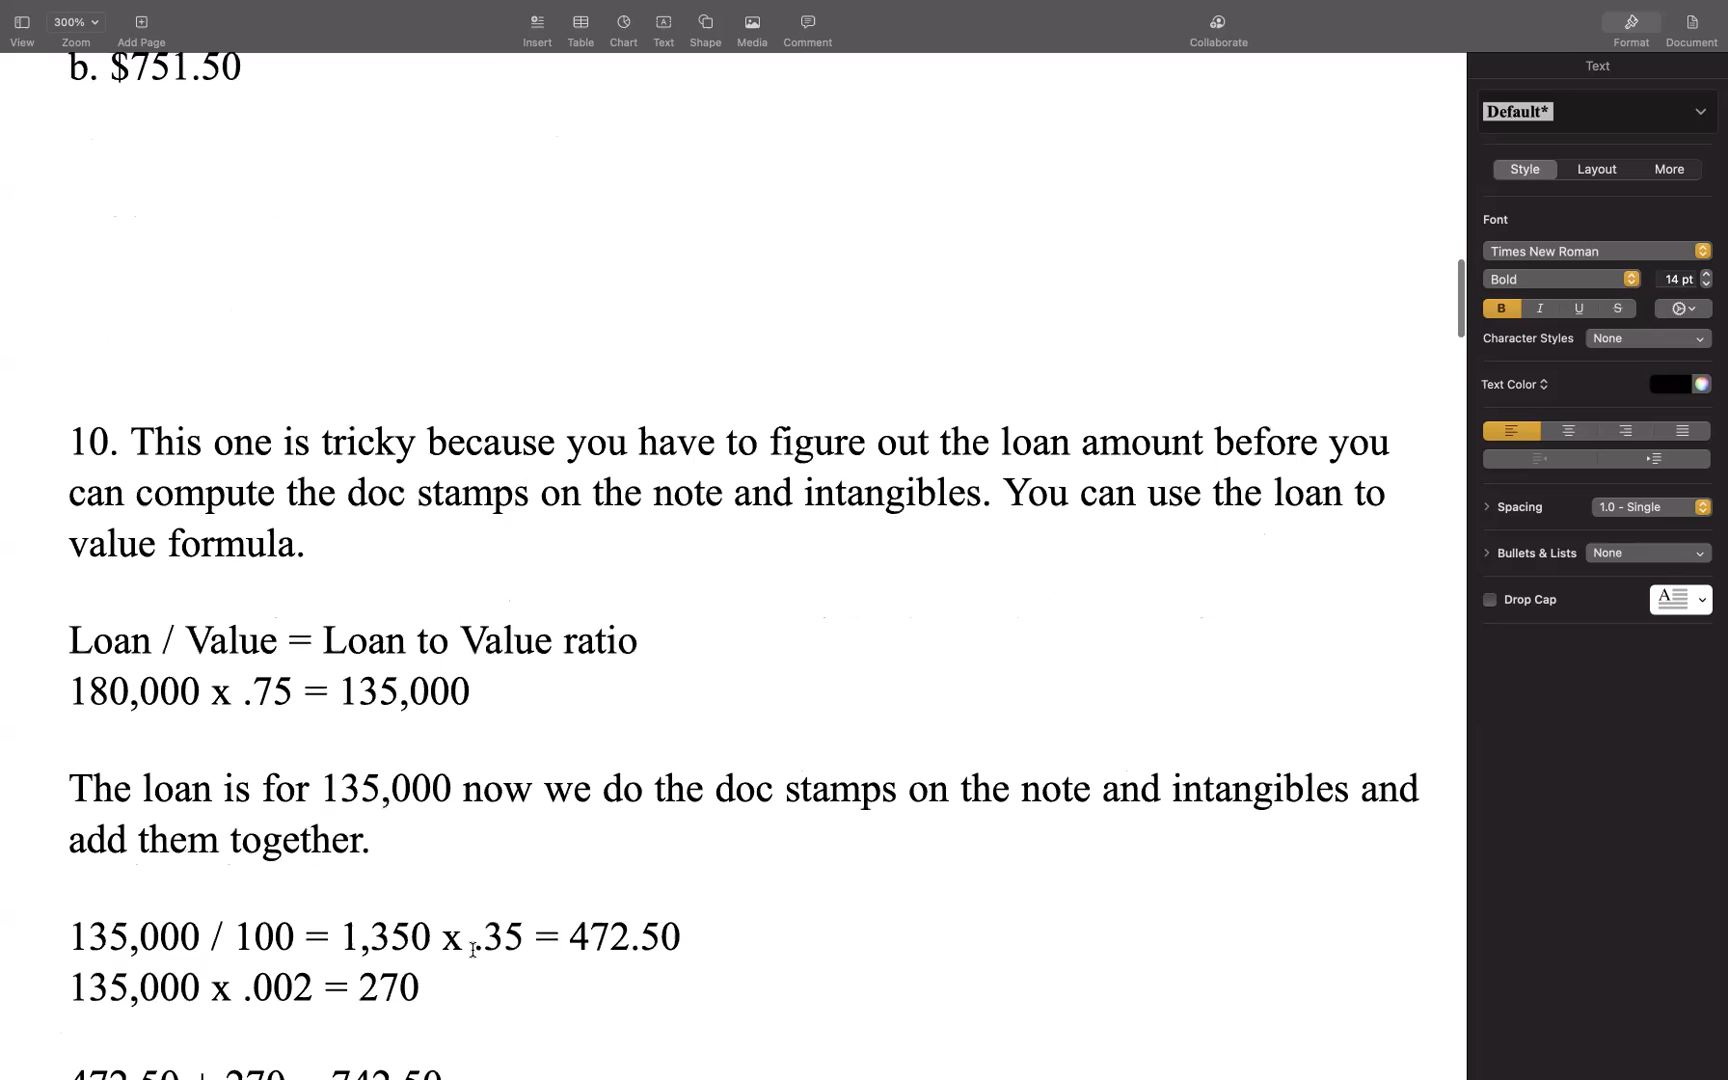 300%
View
Zoom
Add Page
Insert
Table
Chart
Text
Shape
Media
Comment
Collaborate
Format
Document
b. $751.50
10. This one is tricky because you have to figure out the loan amount before you
can compute the doc stamps on the note and intangibles. You can use the loan to
value formula.
Loan / Value = Loan to Value ratio
180,000 x .75 = 135,000
The loan is for 135,000 now we do the doc stamps on the note and intangibles and
add them together.
135,000 / 100 = 1,350 x .35 = 472.50
135,000 x .002 = 270
472.50 + 270 = 742.50
Text
Default*
Style
Layout
More
Font
Times New Roman
Bold
14 pt
B I U S
Character Styles
None
Text Color
Spacing
1.0 - Single
Bullets & Lists
None
Drop Cap
A